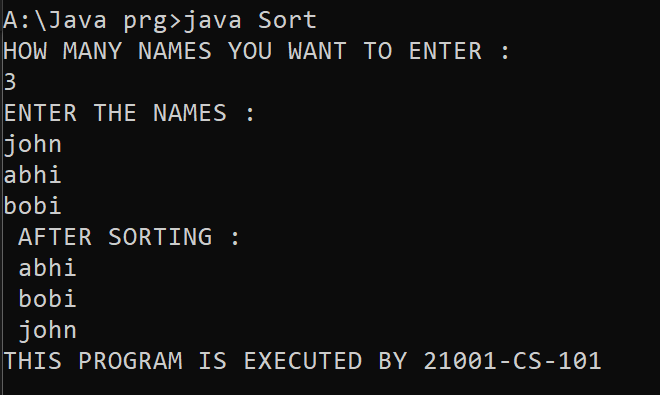 A:\Java prg>java Sort
HOW MANY NAMES YOU WANT TO ENTER :
3
ENTER THE NAMES :
john
abhi
bobi
 AFTER SORTING :
 abhi
 bobi
 john
THIS PROGRAM IS EXECUTED BY 21001-CS-101